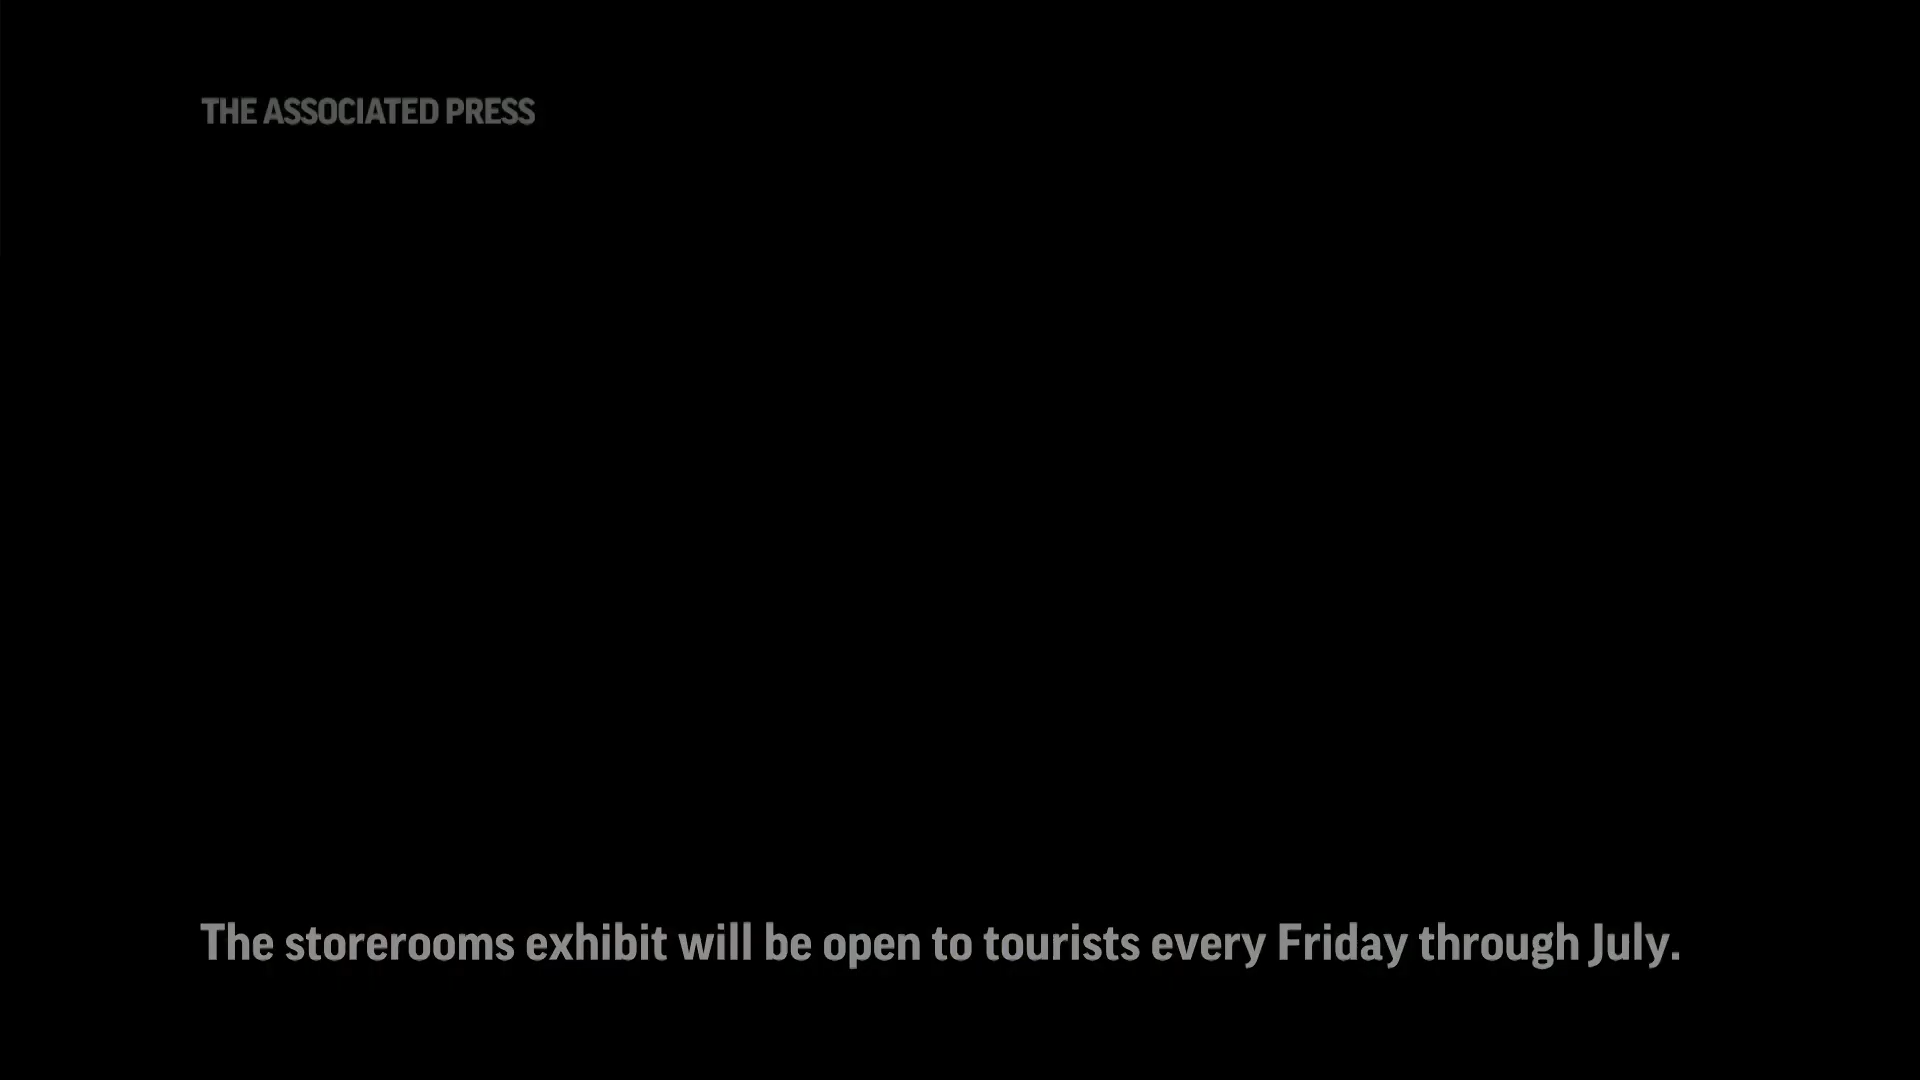 THE ASSOCIATED PRESS
The storerooms exhibit will be open to tourists every Friday through July.